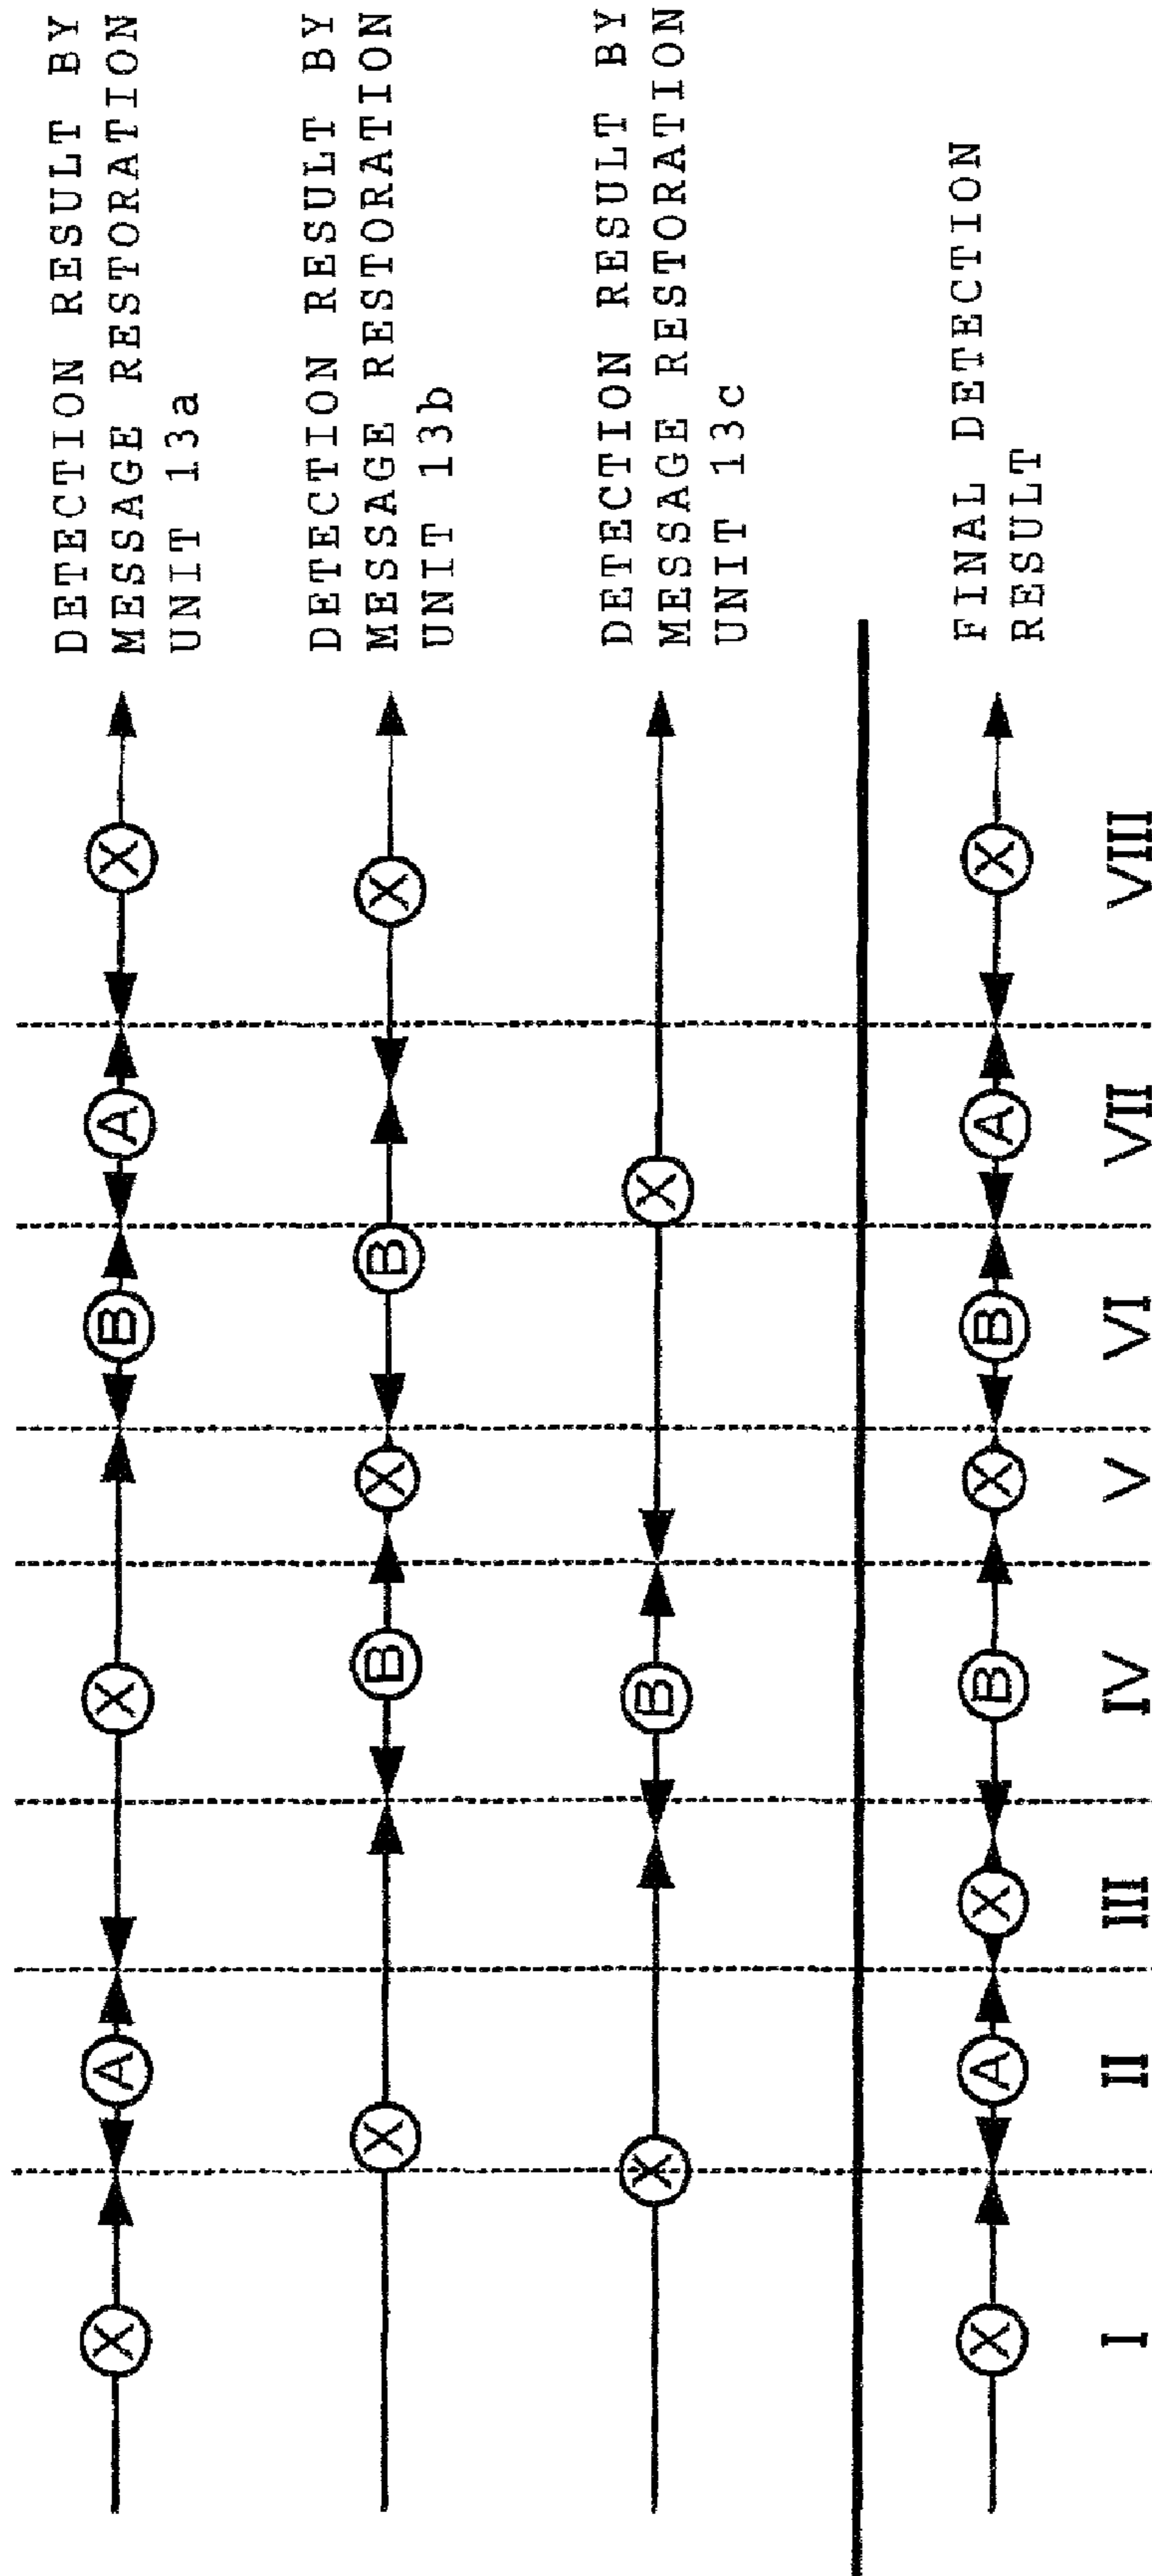 X A X B A X
DETECTION RESULT BY
MESSAGE RESTORATION
UNIT 13a
X B X B X
DETECTION RESULT BY
MESSAGE RESTORATION
UNIT 13b
X B X
DETECTION RESULT BY
MESSAGE RESTORATION
UNIT 13c
X A X B X B A X
FINAL DETECTION
RESULT
I II III IV V VI VII VIII